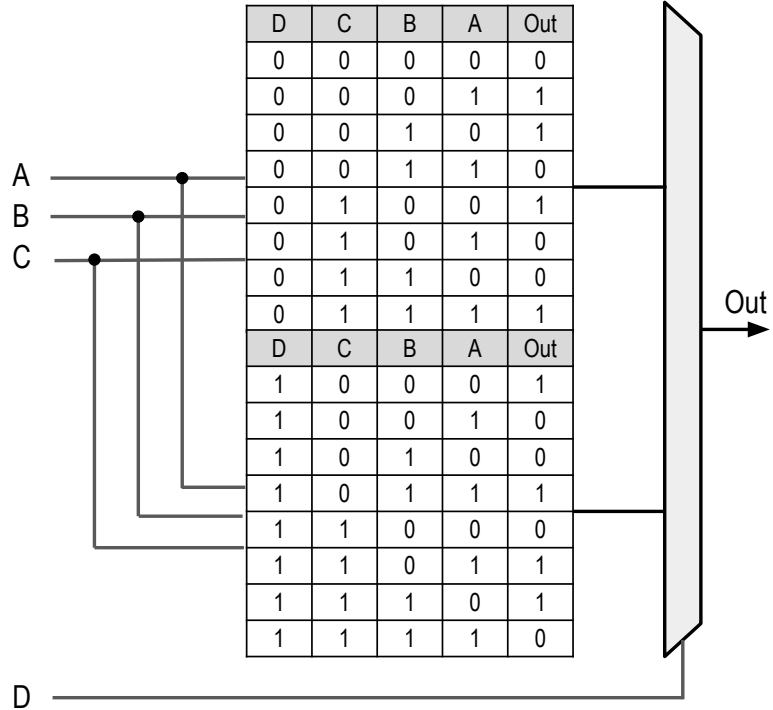 D C B A Out
0 0 0 0 0
0 0 0 1 1
0 0 1 0 1
A
0 0 1 1 0
B
0 1 0 0 1
C
0 1 0 1 0
0 1 1 0 0
0 1 1 1 1
Out
D C B A Out
1 0 0 0 1
1 0 0 1 0
1 0 1 0 0
1 0 1 1 1
1 1 0 0 0
1 1 0 1 1
1 1 1 0 1
1 1 1 1 0
D